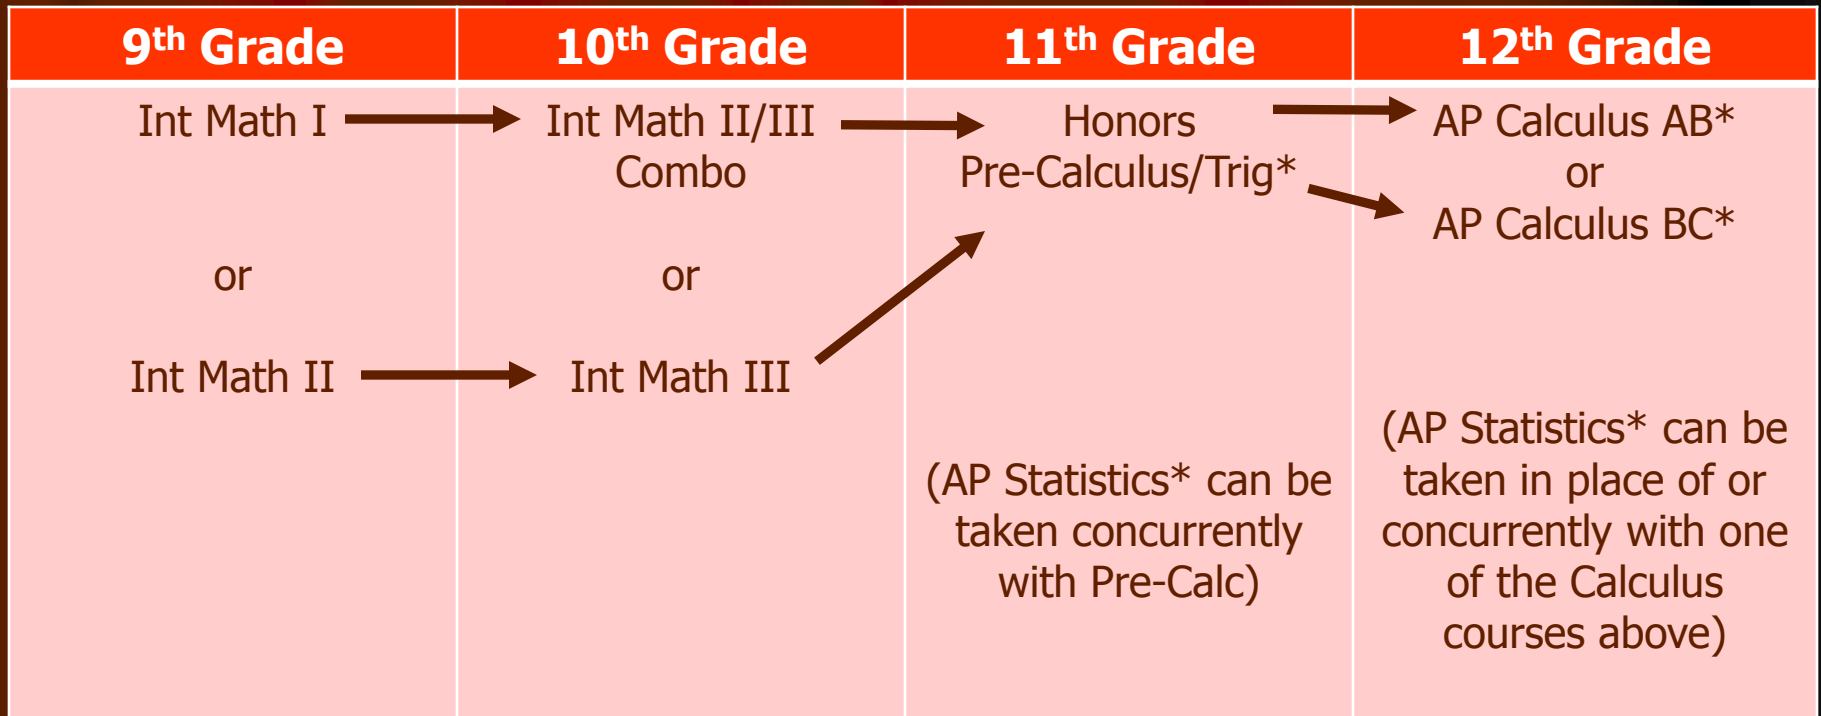 9th Grade
10th Grade
11th Grade
12th Grade
Int Math I
or
Int Math II
Int Math II/III
Combo
or
Int Math III
Honors
Pre-Calculus/Trig*
(AP Statistics* can be
taken concurrently
with Pre-Calc)
AP Calculus AB*
or
AP Calculus BC*
(AP Statistics* can be
taken in place of or
concurrently with one
of the Calculus
courses above)